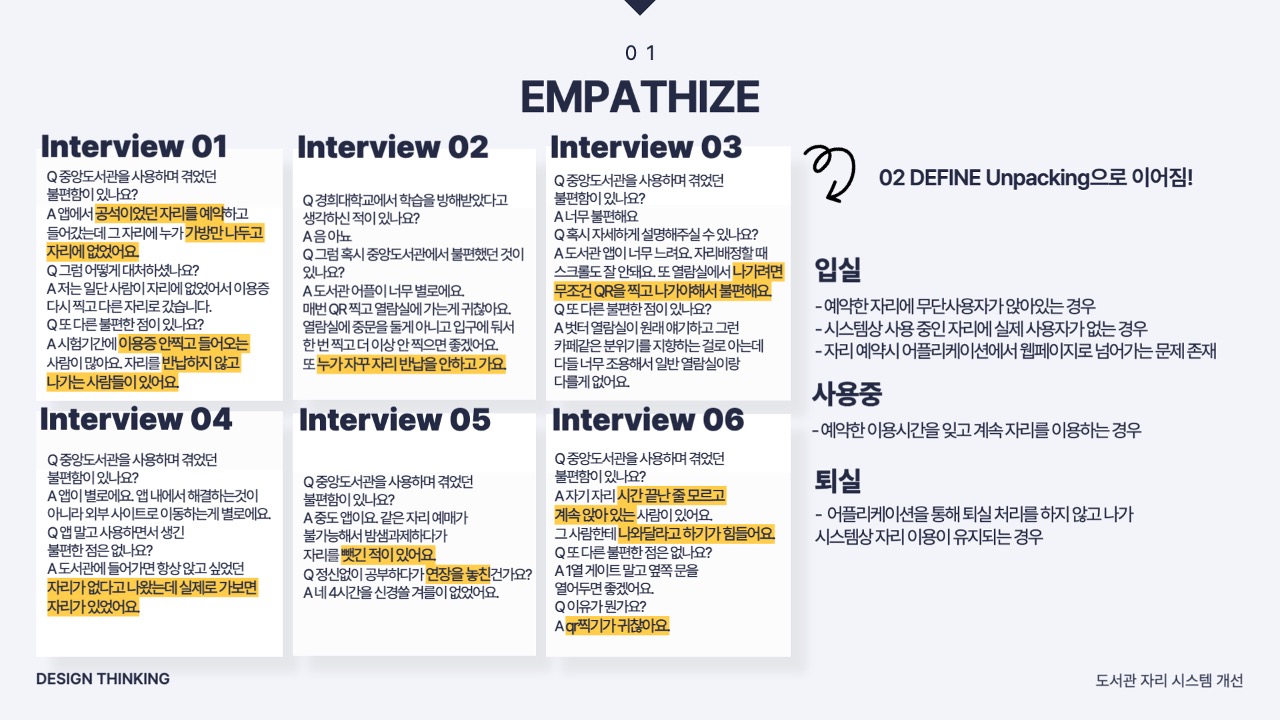 01
EMPATHIZE
Interview 01
Q 중앙도서관을 사용하며 겪었던
불편함이 있나요?
A 앱에서 공석이었던 자리를 예약하고
들어갔는데 그 자리에 누가 가방만 나두고
자리에 없었어요.
Q 그럼 어떻게 대처하셨나요?
A 저는 일단 사람이 자리에 없었어서 이용증
다시 찍고 다른 자리로 갔습니다.
Q 또 다른 불편한 점이 있나요?
A 시험기간에 이용증 안찍고 들어오는
사람이 많아요. 자리를 반납하지 않고
나가는 사람들이 있어요.
Interview 02
Q 경희대학교에서 학습을 방해받았다고
생각하신 적이 있나요?
A 음 아뇨
Q 그럼 혹시 중앙도서관에서 불편했던 것이
있나요?
A 도서관 어플이 너무 별로에요.
매번 QR 찍고 열람실에 가는게 귀찮아요.
열람실에 중문을 둘게 아니고 입구에 둬서
한 번 찍고 더 이상 안 찍으면 좋겠어요.
또 누가 자꾸 자리 반납을 안하고 가요.
Interview 03
Q 중앙도서관을 사용하며 겪었던
불편함이 있나요?
A 너무 불편해요
Q 혹시 자세하게 설명해주실 수 있나요?
A 도서관 앱이 너무 느려요. 자리배정할 때
스크롤도 잘 안돼요. 또 열람실에서 나가려면
무조건 QR을 찍고 나가야해서 불편해요.
Q 또 다른 불편한 점이 있나요?
A 벗터 열람실이 원래 얘기하고 그런
카페같은 분위기를 지향하는 걸로 아는데
다들 너무 조용해서 일반 열람실이랑
다를게 없어요.
02 DEFINE Unpacking으로 이어짐!
입실
- 예약한 자리에 무단사용자가 앉아있는 경우
- 시스템상 사용 중인 자리에 실제 사용자가 없는 경우
- 자리 예약시 어플리케이션에서 웹페이지로 넘어가는 문제 존재
사용중
- 예약한 이용시간을 잊고 계속 자리를 이용하는 경우
퇴실
- 어플리케이션을 통해 퇴실 처리를 하지 않고 나가
시스템상 자리 이용이 유지되는 경우
Interview 04
Q 중앙도서관을 사용하며 겪었던
불편함이 있나요?
A 앱이 별로에요. 앱 내에서 해결하는것이
아니라 외부 사이트로 이동하는게 별로에요.
Q 앱 말고 사용하면서 생긴
불편한 점은 없나요?
A 도서관에 들어가면 항상 앉고 싶었던
자리가 없다고 나왔는데 실제로 가보면
자리가 있었어요.
Interview 05
Q 중앙도서관을 사용하며 겪었던
불편함이 있나요?
A 중도 앱이요. 같은 자리 예매가
불가능해서 밤샘과제하다가
자리를 뺏긴 적이 있어요.
Q 정신없이 공부하다가 연장을 놓친건가요?
A 네 4시간을 신경쓸 겨를이 없었어요.
Interview 06
Q 중앙도서관을 사용하며 겪었던
불편함이 있나요?
A 자기 자리 시간 끝난 줄 모르고
계속 앉아 있는 사람이 있어요.
그 사람한테 나와달라고 하기가 힘들어요.
Q 또 다른 불편한 점은 없나요?
A 1열 게이트 말고 옆쪽 문을
열어두면 좋겠어요.
Q 이유가 뭔가요?
A qr찍기가 귀찮아요.
DESIGN THINKING
도서관 자리 시스템 개선